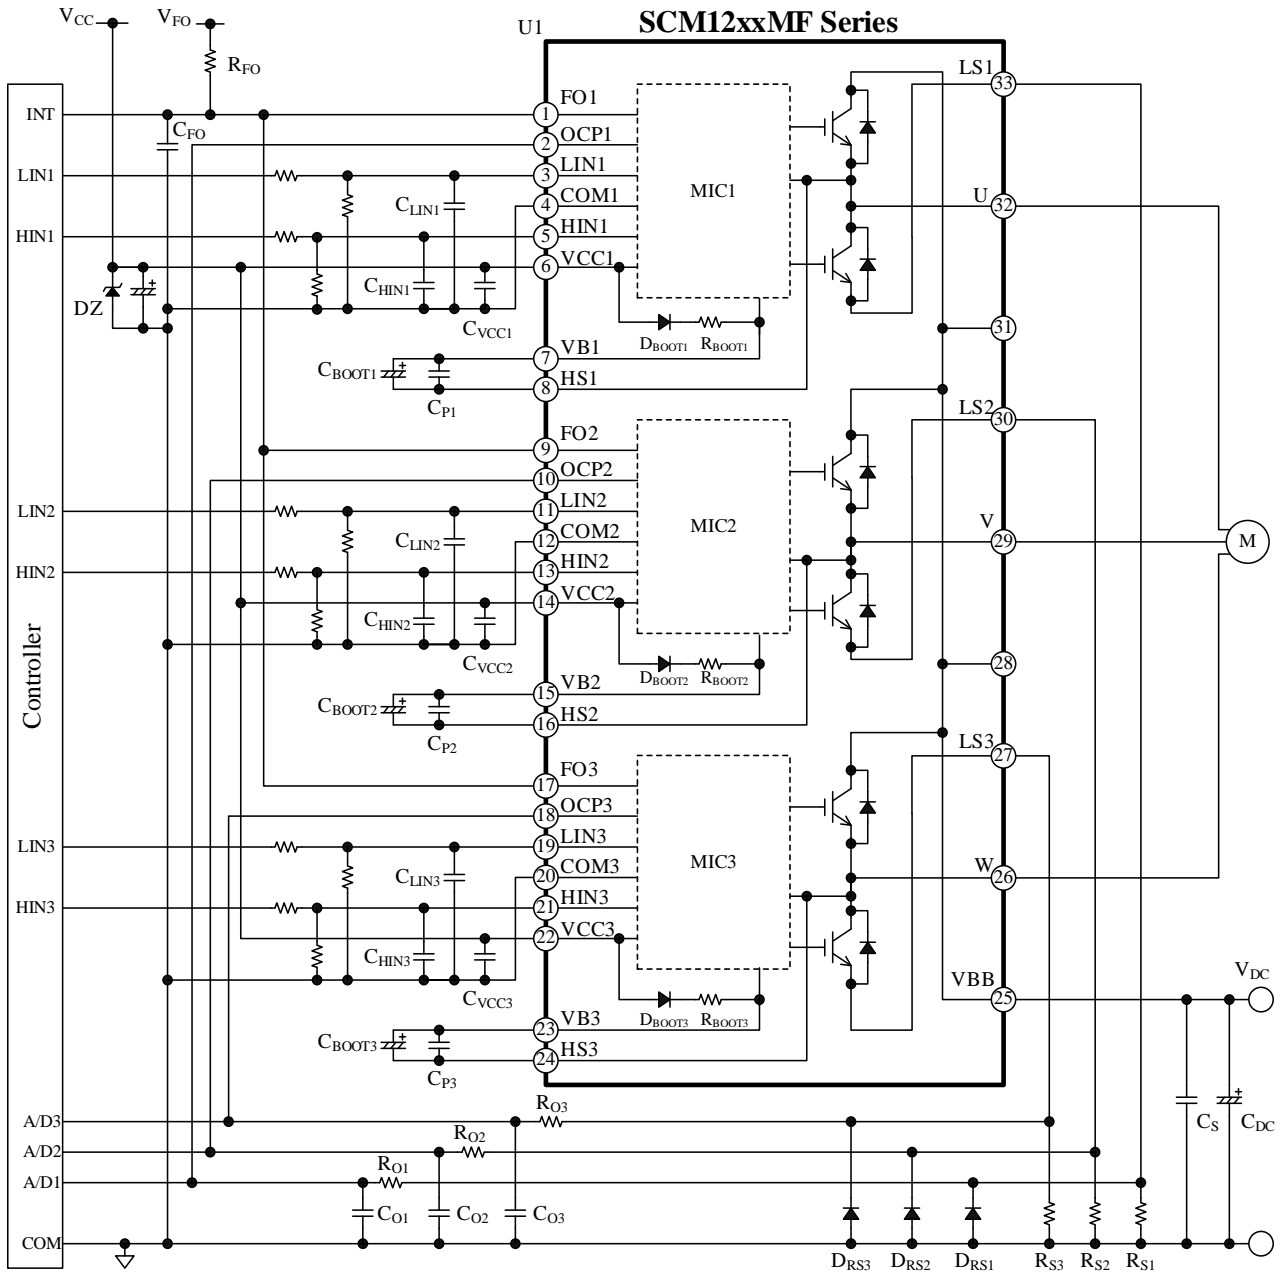 SCM12xxMF Series
VCC
VFO
U1
RFO
Controller
INT
LIN1
HIN1
LIN2
HIN2
LIN3
HIN3
A/D3
A/D2
A/D1
COM
CFO
DZ
CLIN1
CHIN1
CVCC1
CBOOT1
CP1
CLIN2
CHIN2
CVCC2
CBOOT2
CP2
CLIN3
CHIN3
CVCC3
CBOOT3
CP3
1 FO1
2 OCP1
3 LIN1
4 COM1
5 HIN1
6 VCC1
7 VB1
8 HS1
9 FO2
10 OCP2
11 LIN2
12 COM2
13 HIN2
14 VCC2
15 VB2
16 HS2
17 FO3
18 OCP3
19 LIN3
20 COM3
21 HIN3
22 VCC3
23 VB3
24 HS3
MIC1
DBOOT1 RBOOT1
MIC2
DBOOT2 RBOOT2
MIC3
DBOOT3 RBOOT3
LS1 33
U 32
31
LS2 30
V 29
28
LS3 27
W 26
VBB 25
M
VDC
CS
CDC
RO3
RO2
RO1
CO1
CO2
CO3
DRS3
DRS2
DRS1
RS3
RS2
RS1